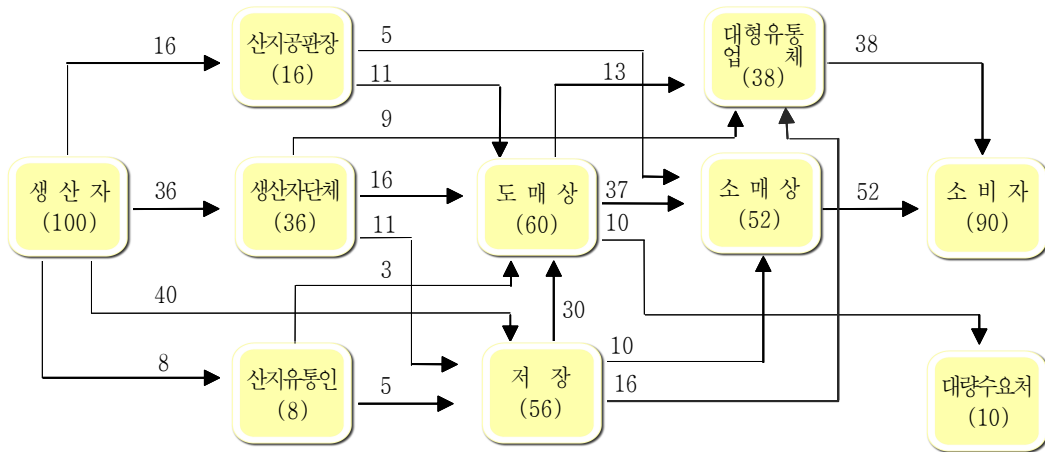 산지공판장
(16)
대형유통
업 체
(38)
16
5
11
13
38
9
생 산 자
(100)
36
생산자단체
(36)
16
11
도 매 상
(60)
37
10
소 매 상
(52)
52
소 비 자
(90)
3
40
30
8
산지유통인
(8)
5
저 장
(56)
10
16
대량수요처
(10)